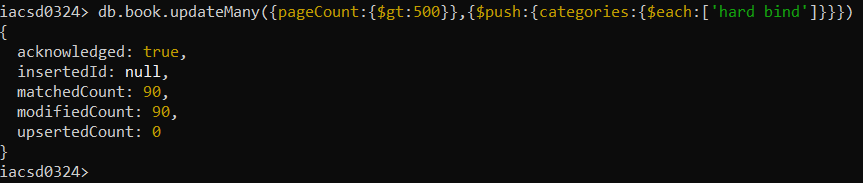 iacsd0324> db.book.updateMany({pageCount:{$gt:500}},{$push:{categories:{$each:['hard bind']}}})
{
  acknowledged: true,
  insertedId: null,
  matchedCount: 90,
  modifiedCount: 90,
  upsertedCount: 0
}
iacsd0324>